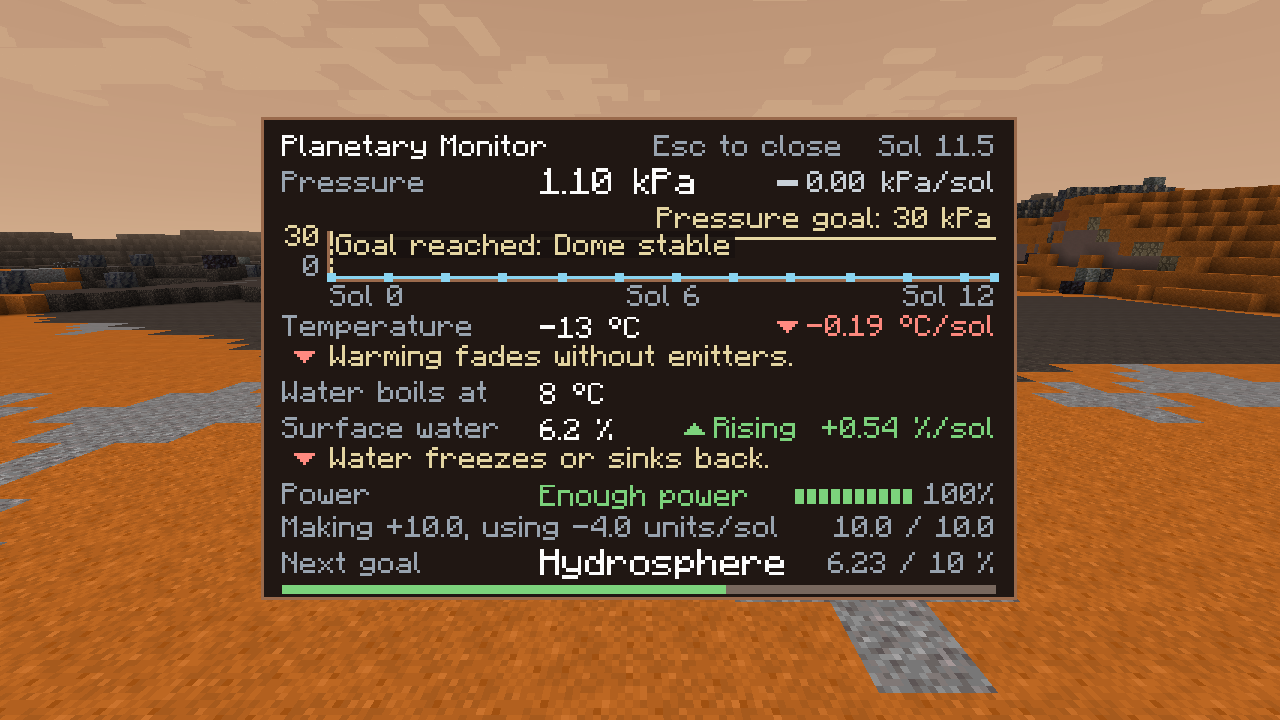 Planetary Monitor Esc to close Sol 11.5
Pressure 1.10 kPa 0.00 kPa/sol
Pressure goal: 30 kPa
30 Goal reached: Dome stable
0
Sol 0 Sol 6 Sol 12
Temperature -13 ºC -0.19 ºC/sol
Warming fades without emitters.
Water boils at 8 ºC
Surface water 6.2 % Rising +0.54 %/sol
Water freezes or sinks back.
Power Enough power 100%
Making +10.0, using -4.0 units/sol 10.0 / 10.0
Next goal Hydrosphere 6.23 / 10 %